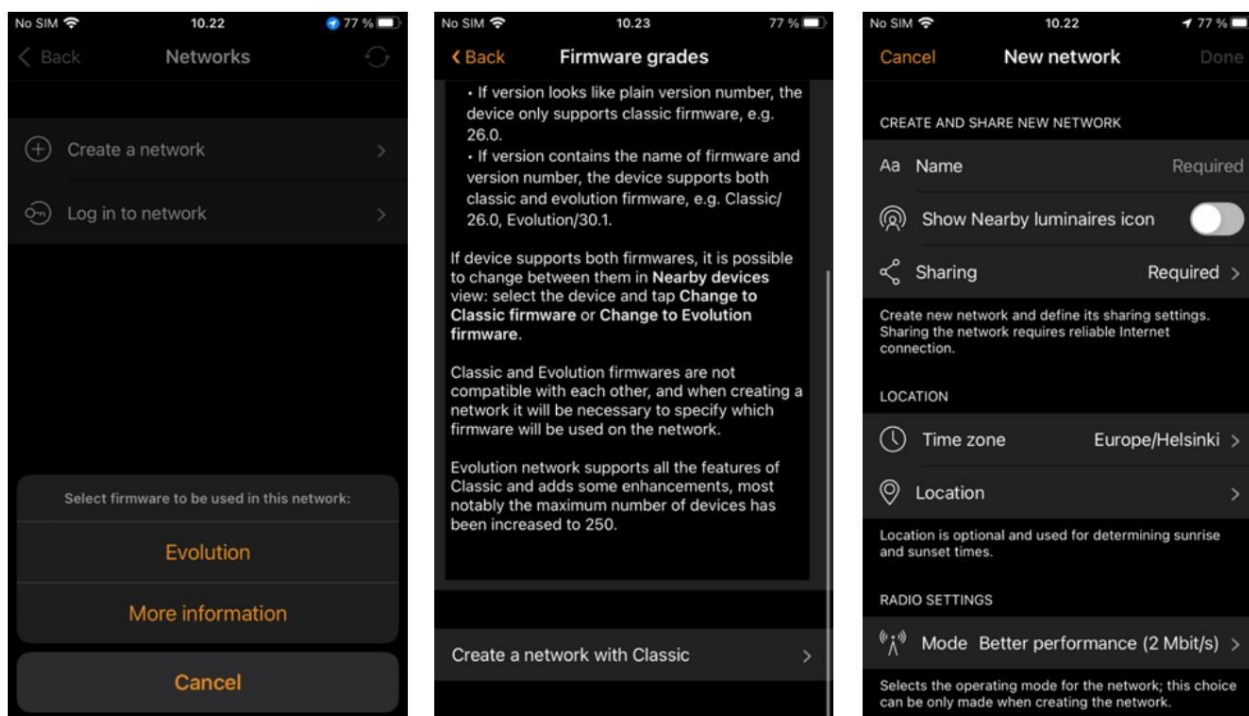 No SIM 10.22 77 %
Back Networks
Create a network
Log in to network
Select firmware to be used in this network:
Evolution
More information
Cancel
No SIM 10.23 77 %
Back Firmware grades
• If version looks like plain version number, the
device only supports classic firmware, e.g.
26.0.
• If version contains the name of firmware and
version number, the device supports both
classic and evolution firmware, e.g. Classic/
26.0, Evolution/30.1.
If device supports both firmwares, it is possible
to change between them in Nearby devices
view: select the device and tap Change to
Classic firmware or Change to Evolution
firmware.
Classic and Evolution firmwares are not
compatible with each other, and when creating a
network it will be necessary to specify which
firmware will be used on the network.
Evolution network supports all the features of
Classic and adds some enhancements, most
notably the maximum number of devices has
been increased to 250.
Create a network with Classic
No SIM 10.22 77 %
Cancel New network Done
CREATE AND SHARE NEW NETWORK
Aa Name Required
Show Nearby luminaires icon
Sharing Required
Create new network and define its sharing settings.
Sharing the network requires reliable Internet
connection.
LOCATION
Time zone Europe/Helsinki
Location
Location is optional and used for determining sunrise
and sunset times.
RADIO SETTINGS
Mode Better performance (2 Mbit/s)
Selects the operating mode for the network; this choice
can be only made when creating the network.